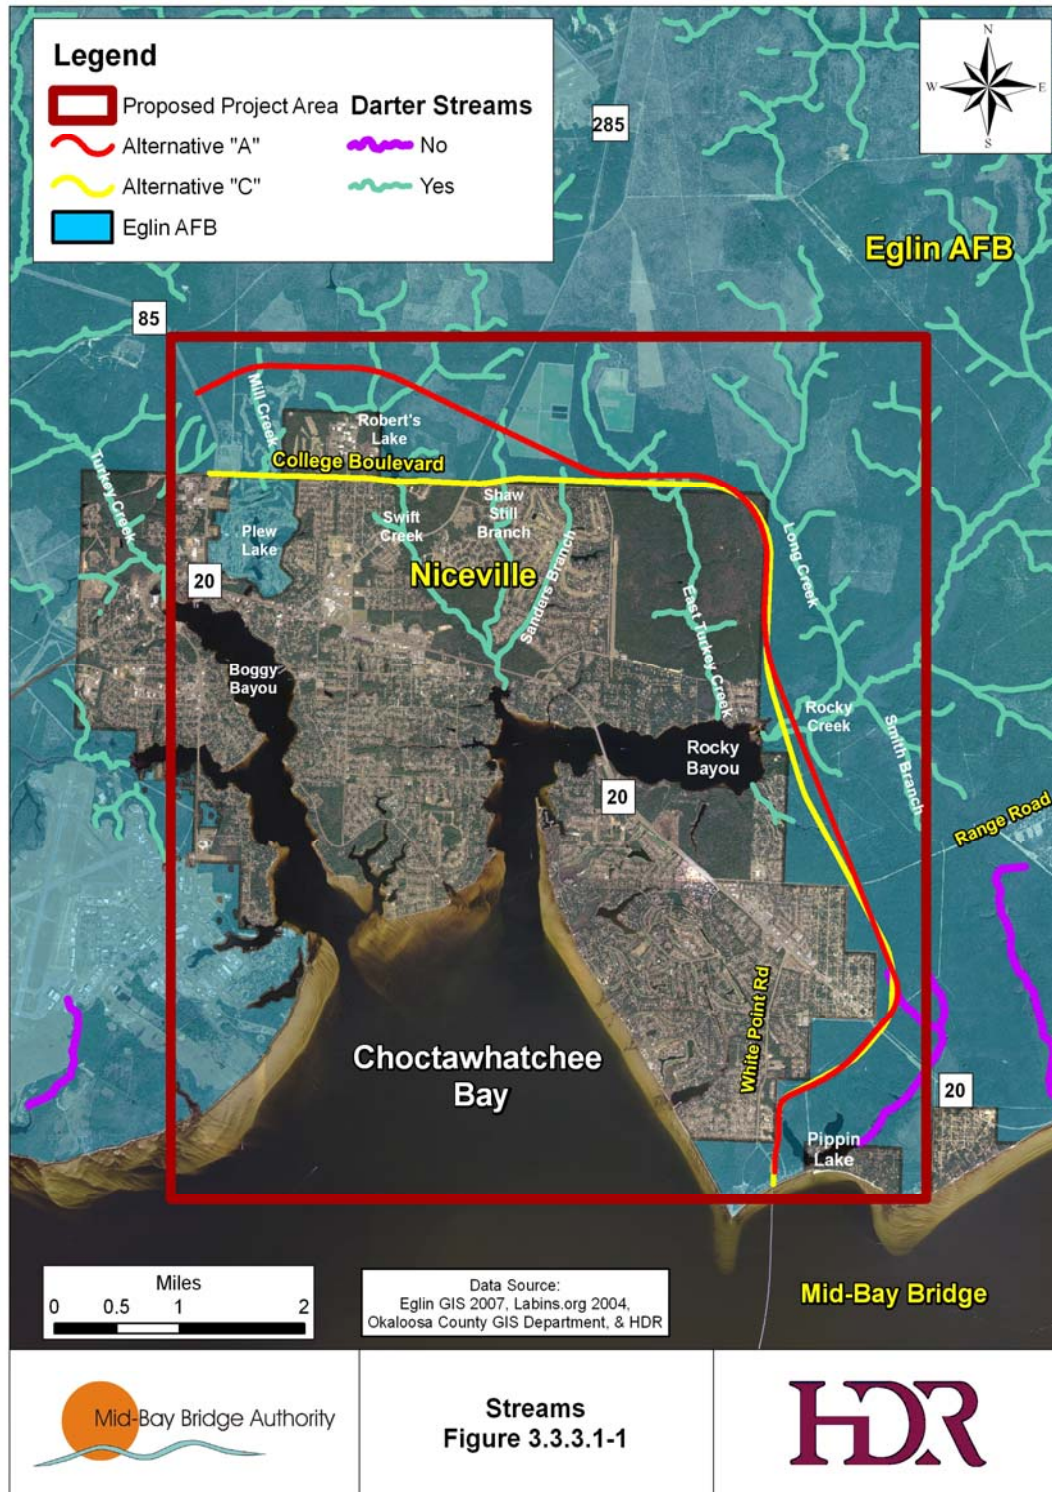 Legend
Proposed Project Area
Alternative "A"
Alternative "C"
Eglin AFB
Darter Streams
No
Yes
N
W
E
S
285
Eglin AFB
85
Mill Creek
Robert's
Lake
College Boulevard
Turkey Creek
Plew
Lake
Swift
Creek
Shaw
Still
Branch
Sanders Branch
Long Creek
Niceville
20
East Turkey Creek
Boggy
Bayou
Rocky
Creek
Smith Branch
Rocky
Bayou
20
Range Road
White Point Rd
Choctawhatchee
Bay
20
Pippin
Lake
Mid-Bay Bridge
Miles
0 0.5 1 2
Data Source:
Eglin GIS 2007, Labins.org 2004,
Okaloosa County GIS Department, & HDR
Mid-Bay Bridge Authority
Streams
Figure 3.3.3.1-1
HDR